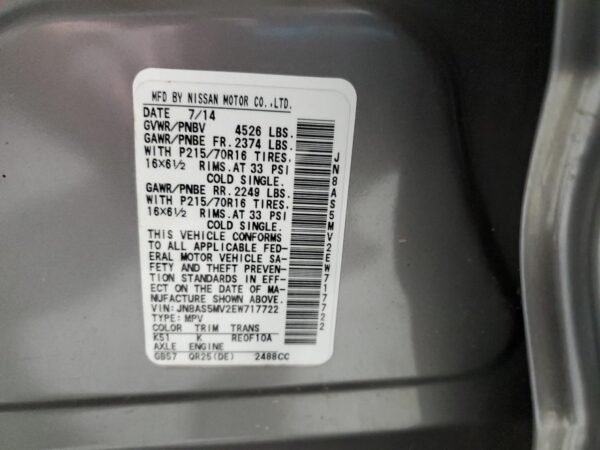 MFD BY NISSAN MOTOR CO.,LTD.
DATE 7/14
GVWR/PNBV 4526 LBS.
GAWR/PNBE FR. 2374 LBS.
WITH P215/70R16 TIRES.
16X6½ RIMS.AT 33 PSI
COLD SINGLE.
GAWR/PNBE RR. 2249 LBS.
WITH P215/70R16 TIRES.
16X6½ RIMS.AT 33 PSI
COLD SINGLE.
THIS VEHICLE CONFORMS
TO ALL APPLICABLE FED-
ERAL MOTOR VEHICLE SA-
FETY AND THEFT PREVEN-
TION STANDARDS IN EFF-
ECT ON THE DATE OF MA-
NUFACTURE SHOWN ABOVE.
VIN: JN8AS5MV2EW717722
TYPE: MPV
COLOR TRIM TRANS
K51 K RE0F10A
AXLE ENGINE
GB57 QR25(DE) 2488CC
JN8AS5MV2EW717722